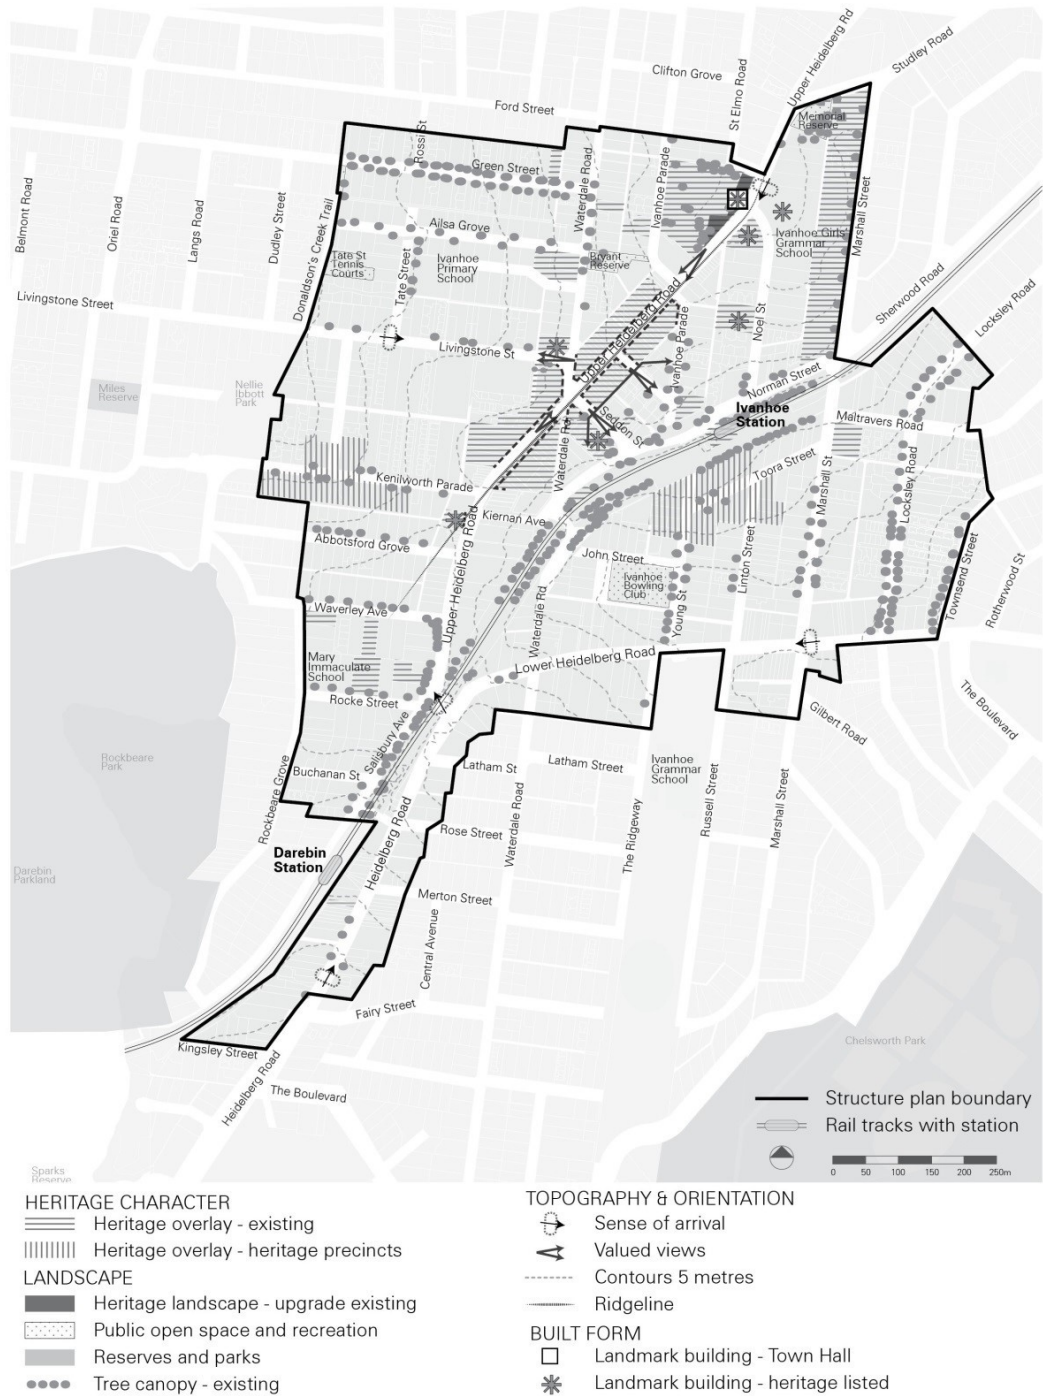 Clifton Grove
St Elmo Road
Upper Heidelberg Rd
Studley Road
Ford Street
Memorial
Reserve
Rossi St
Green Street
Waterdale Road
Ivanhoe Parade
Marshall Street
Belmont Road
Oriel Road
Langs Road
Dudley Street
Donaldson's Creek Trail
Ailsa Grove
Ivanhoe Girls'
Grammar
School
Tate St
Tennis
Courts
Tate Street
Ivanhoe
Primary
School
Bryant
Reserve
Sherwood Road
Locksley Road
Livingstone Street
Livingstone St
Upper Heidelberg Road
Ivanhoe Parade
Noel St
Norman Street
Miles
Reserve
Nellie
Ibbott
Park
Seddon St
Ivanhoe
Station
Maltravers Road
Waterdale Rd
Toora Street
Marshall St
Locksley Road
Kenilworth Parade
Kiernan Ave
Upper Heidelberg Road
Abbotsford Grove
John Street
Linton Street
Townsend Street
Rotherwood St
Ivanhoe
Bowling
Club
Young St
Waverley Ave
Waterdale Rd
Lower Heidelberg Road
Mary
Immaculate
School
Rocke Street
Salisbury Ave
Gilbert Road
The Boulevard
Rockbeare
Park
Rockbeare Grove
Buchanan St
Latham St
Latham Street
Ivanhoe
Grammar
School
Russell Street
Marshall Street
Waterdale Road
The Ridgeway
Rose Street
Heidelberg Road
Darebin
Station
Darebin
Parkland
Merton Street
Central Avenue
Fairy Street
Kingsley Street
Heidelberg Road
The Boulevard
Chelsworth Park
Sparks
Reserve
Structure plan boundary
Rail tracks with station
0 50 100 150 200 250m
HERITAGE CHARACTER
Heritage overlay - existing
Heritage overlay - heritage precincts
LANDSCAPE
Heritage landscape - upgrade existing
Public open space and recreation
Reserves and parks
Tree canopy - existing
TOPOGRAPHY & ORIENTATION
Sense of arrival
Valued views
Contours 5 metres
Ridgeline
BUILT FORM
Landmark building - Town Hall
Landmark building - heritage listed